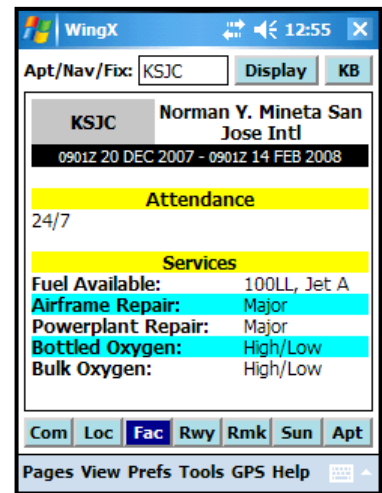 WingX 12:55
Apt/Nav/Fix: KSJC Display KB
KSJC
Norman Y. Mineta San
Jose Intl
0901Z 20 DEC 2007 - 0901Z 14 FEB 2008
Attendance
24/7
Services
Fuel Available: 100LL, Jet A
Airframe Repair: Major
Powerplant Repair: Major
Bottled Oxygen: High/Low
Bulk Oxygen: High/Low
Com Loc Fac Rwy Rmk Sun Apt
Pages View Prefs Tools GPS Help